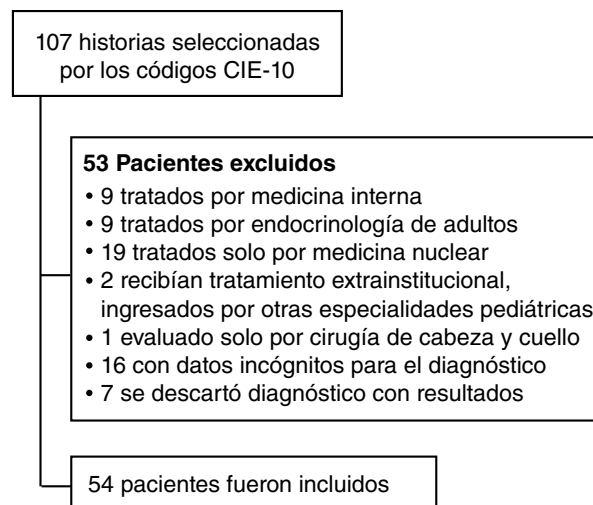 107 historias seleccionadas
por los códigos CIE-10
53 Pacientes excluidos
• 9 tratados por medicina interna
• 9 tratados por endocrinología de adultos
• 19 tratados solo por medicina nuclear
• 2 recibían tratamiento extrainstitucional,
ingresados por otras especialidades pediátricas
• 1 evaluado solo por cirugía de cabeza y cuello
• 16 con datos incógnitos para el diagnóstico
• 7 se descartó diagnóstico con resultados
54 pacientes fueron incluidos